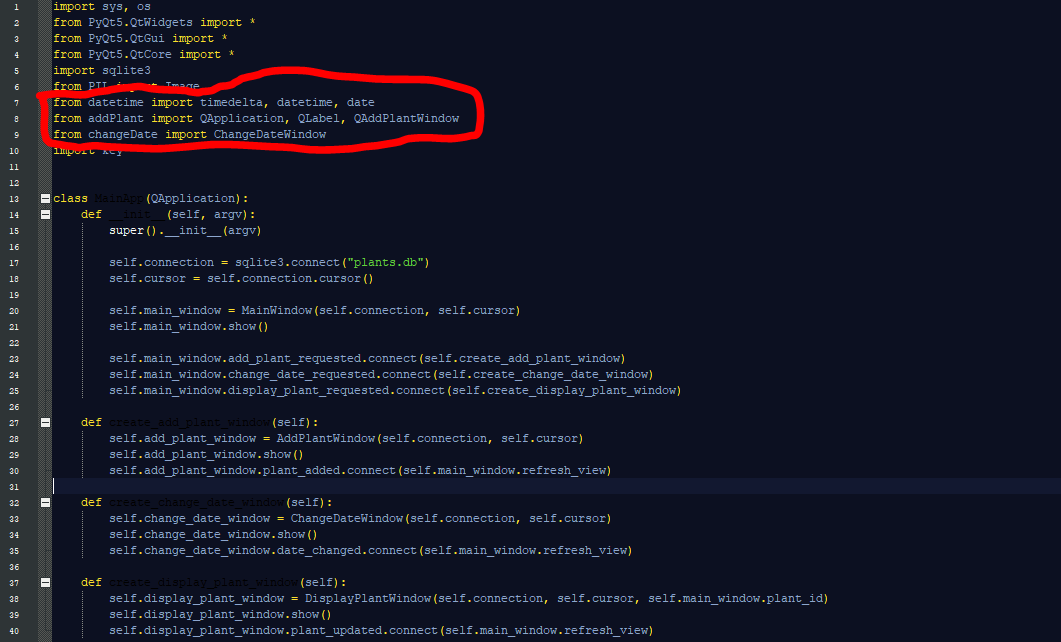 1 import sys, os
2 from PyQt5.QtWidgets import *
3 from PyQt5.QtGui import *
4 from PyQt5.QtCore import *
5 import sqlite3
6 from PIL import Image
7 from datetime import timedelta, datetime, date
8 from addPlant import QApplication, QLabel, QAddPlantWindow
9 from changeDate import ChangeDateWindow
10 import key
11
12
13 class MainApp(QApplication):
14 def __init__(self, argv):
15 super().__init__(argv)
16
17 self.connection = sqlite3.connect("plants.db")
18 self.cursor = self.connection.cursor()
19
20 self.main_window = MainWindow(self.connection, self.cursor)
21 self.main_window.show()
22
23 self.main_window.add_plant_requested.connect(self.create_add_plant_window)
24 self.main_window.change_date_requested.connect(self.create_change_date_window)
25 self.main_window.display_plant_requested.connect(self.create_display_plant_window)
26
27 def create_add_plant_window(self):
28 self.add_plant_window = AddPlantWindow(self.connection, self.cursor)
29 self.add_plant_window.show()
30 self.add_plant_window.plant_added.connect(self.main_window.refresh_view)
31
32 def create_change_date_window(self):
33 self.change_date_window = ChangeDateWindow(self.connection, self.cursor)
34 self.change_date_window.show()
35 self.change_date_window.date_changed.connect(self.main_window.refresh_view)
36
37 def create_display_plant_window(self):
38 self.display_plant_window = DisplayPlantWindow(self.connection, self.cursor, self.main_window.plant_id)
39 self.display_plant_window.show()
40 self.display_plant_window.plant_updated.connect(self.main_window.refresh_view)